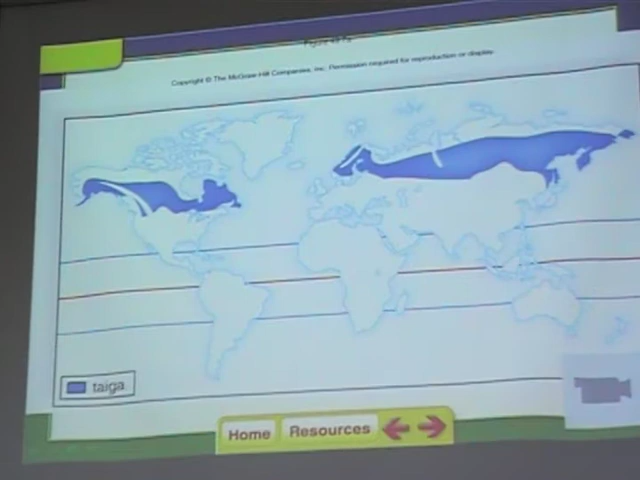 Copyright © The McGraw-Hill Companies, Inc. Permission required for reproduction or display.
taiga
Home
Resources